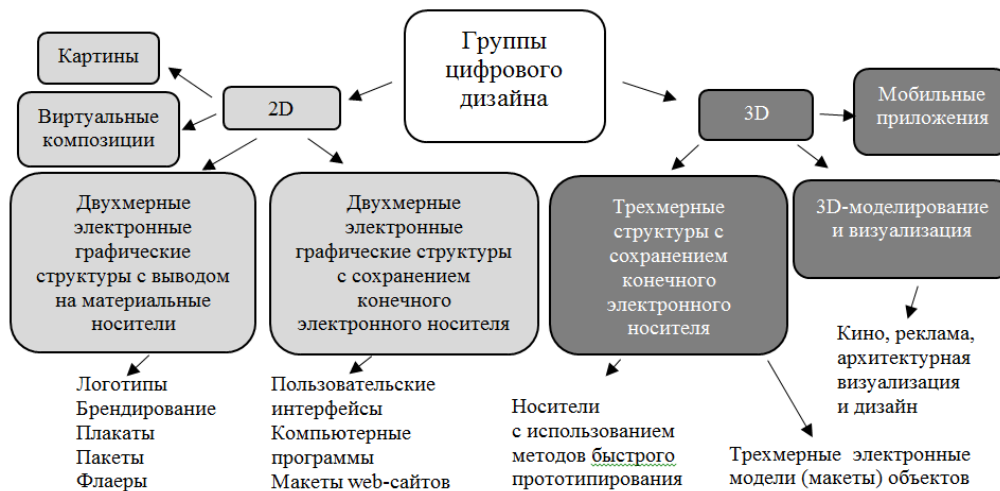 Группы
цифрового
дизайна
Картины
Виртуальные
композиции
2D
3D
Мобильные
приложения
Двухмерные
электронные
графические
структуры с выводом
на материальные
носители
Двухмерные
электронные
графические структуры
с сохранением
конечного
электронного носителя
Трехмерные
структуры с
сохранением
конечного
электронного
носителя
3D-моделирование
и визуализация
Логотипы
Брендирование
Плакаты
Пакеты
Флаеры
Пользовательские
интерфейсы
Компьютерные
программы
Макеты web-сайтов
Носители
с использованием
методов быстрого
прототипирования
Трехмерные электронные
модели (макеты) объектов
Кино, реклама,
архитектурная
визуализация
и дизайн